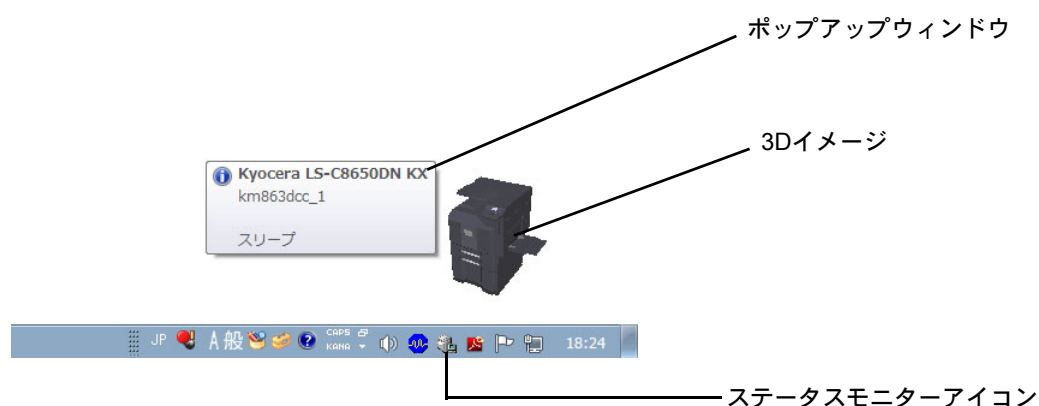 ポップアップウィンドウ
3Dイメージ
Kyocera LS-C8650DN KX
km863dcc_1
スリープ
JP A 般 CAPS KANA 18:24
ステータスモニターアイコン